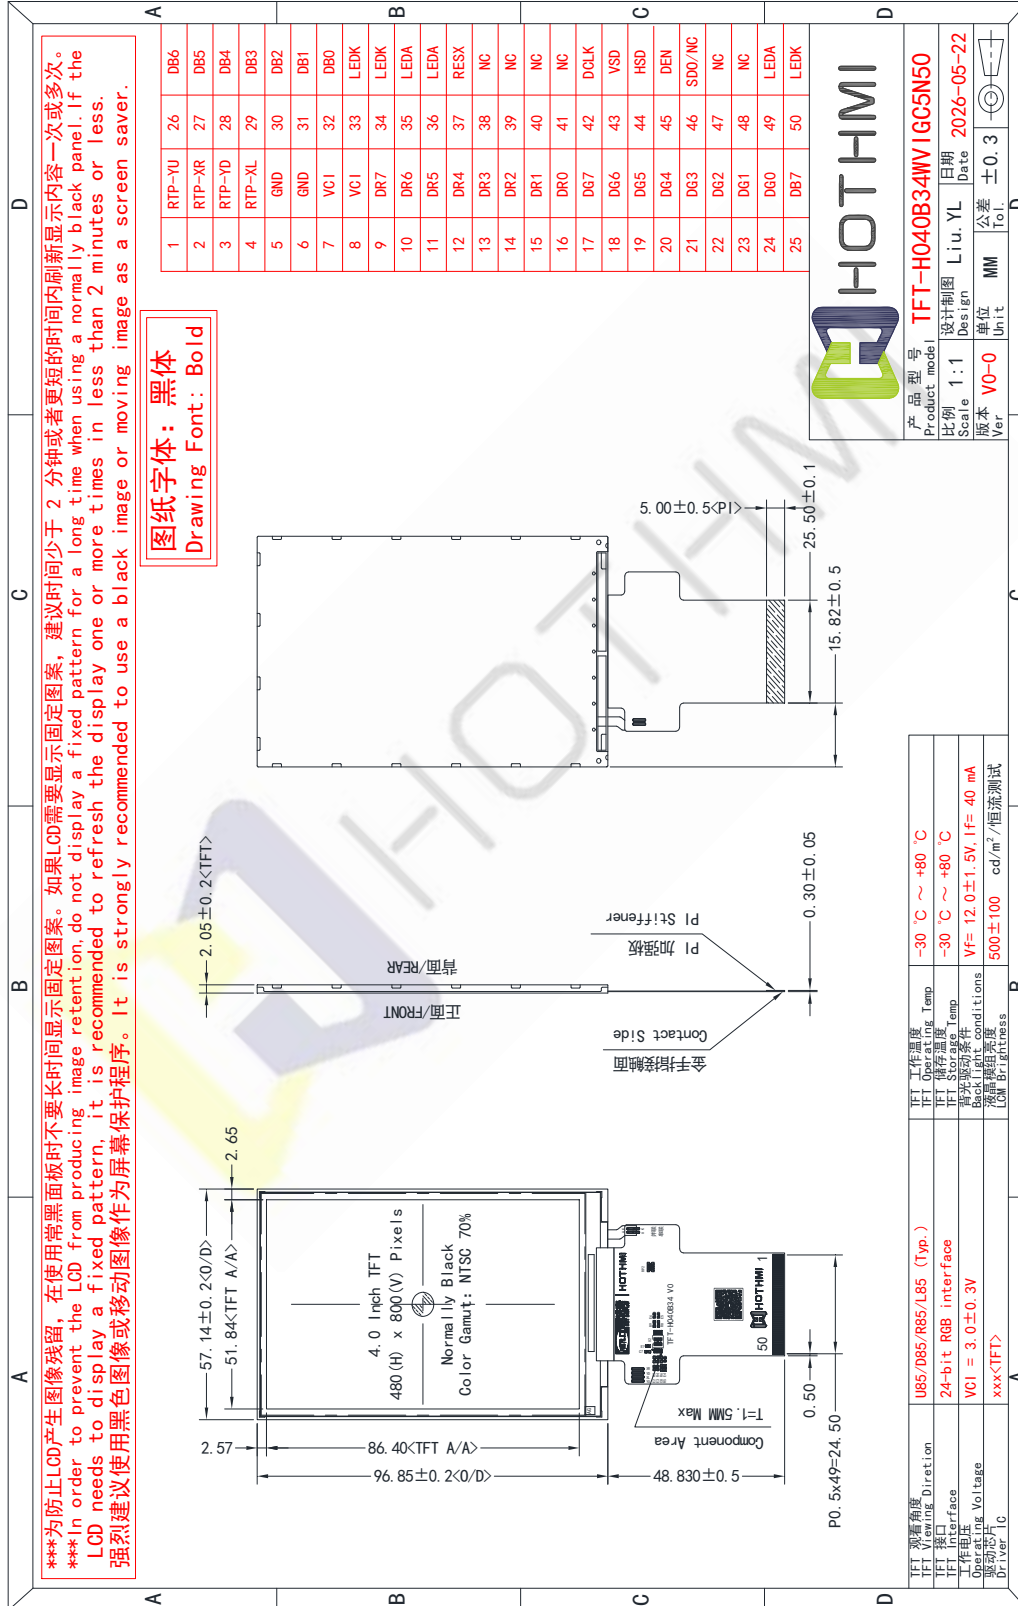 ***为防止LCD产生图像残留，在使用常黑面板时不要长时间显示固定图案。如果LCD需要显示固定图案，建议时间少于 2 分钟或者更短的时间内刷新显示内容一次或多次。
***In order to prevent the LCD from producing image retention, do not display a fixed pattern for a long time when using a normally black panel. If the
LCD needs to display a fixed pattern, it is recommended to refresh the display one or more times in less than 2 minutes or less.
强烈建议使用黑色图像或移动图像作为屏幕保护程序。It is strongly recommended to use a black image or moving image as a screen saver.
图纸字体: 黑体
Drawing Font: Bold
1 RTP-YU 26 DB6
2 RTP-XR 27 DB5
3 RTP-YD 28 DB4
4 RTP-XL 29 DB3
5 GND 30 DB2
6 GND 31 DB1
7 VCI 32 DB0
8 VCI 33 LEDK
9 DR7 34 LEDK
10 DR6 35 LEDA
11 DR5 36 LEDA
12 DR4 37 RESX
13 DR3 38 NC
14 DR2 39 NC
15 DR1 40 NC
16 DR0 41 NC
17 DG7 42 DCLK
18 DG6 43 VSD
19 DG5 44 HSD
20 DG4 45 DEN
21 DG3 46 SDO/NC
22 DG2 47 NC
23 DG1 48 NC
24 DG0 49 LEDA
25 DB7 50 LEDK
57.14±0.2<O/D>
51.84<TFT A/A>
2.65
2.57
86.40<TFT A/A>
96.85±0.2<O/D>
48.830±0.5
4.0 Inch TFT
480(H) x 800(V) Pixels
Normally Black
Color Gamut: NTSC 70%
HOTHMI
TFT-H040B34 V0
HOTHMI
50 1
Component Area
T=1.5MM Max
0.50
P0.5x49=24.50
2.05±0.2<TFT>
正面/FRONT
背面/REAR
金手指接触面
Contact Side
PI 加强板
PI Stiffener
0.30±0.05
5.00±0.5<PI>
25.50±0.1
15.82±0.5
TFT 观看角度
TFT Viewing Diretion
U85/D85/R85/L85 (Typ.)
TFT 接口
TFT Interface
24-bit RGB interface
工作电压
Operating Voltage
VCI = 3.0±0.3V
驱动芯片
Driver IC
xxx<TFT>
TFT 工作温度
TFT Operating Temp
-30 ℃ ～ +80 ℃
TFT 储存温度
TFT Storage Temp
-30 ℃ ～ +80 ℃
背光驱动条件
Backlight conditions
Vf= 12.0±1.5V, If= 40 mA
液晶模组亮度
LCM Brightness
500±100 cd/m²/恒流测试
HOTHMI
产 品 型 号
Product model
TFT-H040B34WVIGC5N50
比例
Scale
1:1
设计制图
Design
Liu.YL
日期
Date
2026-05-22
版本
Ver
V0-0
单位
Unit
MM
公差
Tol.
±0.3
A
B
C
D
A
B
C
D
A
B
C
D
A
B
C
D
HOTHMI